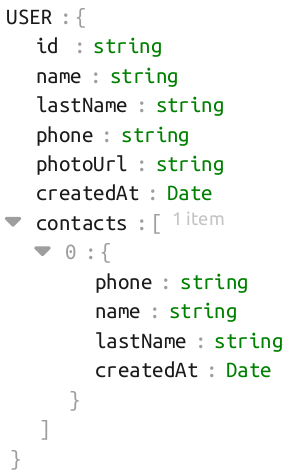 USER : {
id : string
name : string
lastName : string
phone : string
photoUrl : string
createdAt : Date
contacts : [ 1 item
0 : {
phone : string
name : string
lastName : string
createdAt : Date
}
]
}